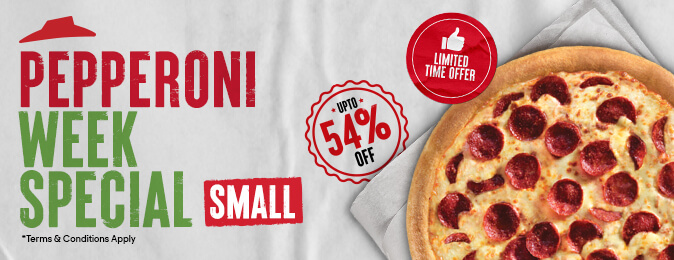 PEPPERONI
WEEK
SPECIAL SMALL
*Terms & Conditions Apply
UPTO
54%
OFF
LIMITED
TIME OFFER